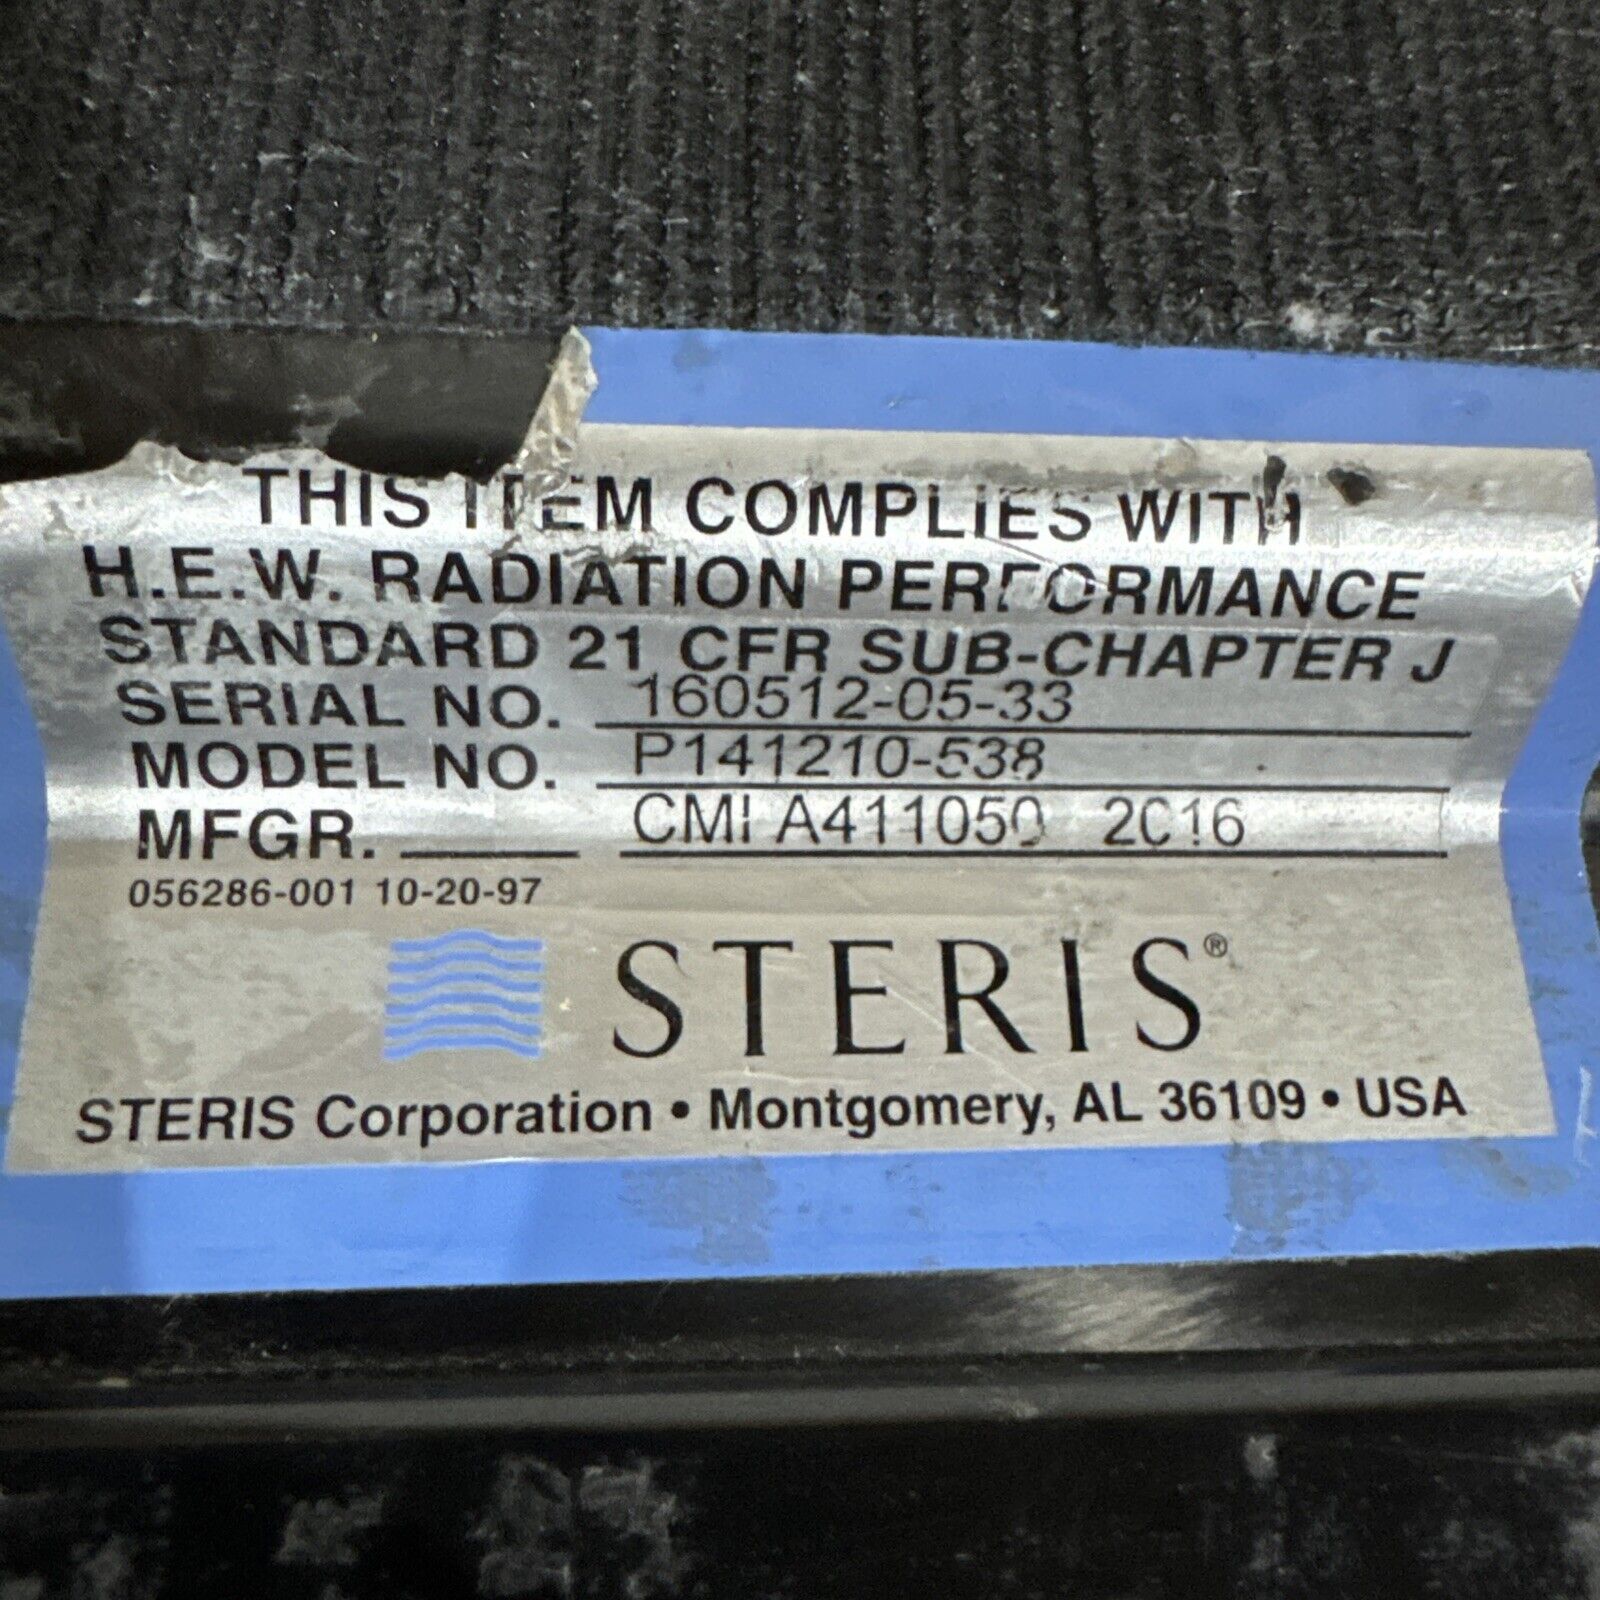 THIS ITEM COMPLIES WITH
H.E.W. RADIATION PERFORMANCE
STANDARD 21 CFR SUB-CHAPTER J
SERIAL NO. 160512-05-33
MODEL NO. P141210-538
MFGR. CMI A411050 2016
056286-001 10-20-97
STERIS®
STERIS Corporation • Montgomery, AL 36109 • USA